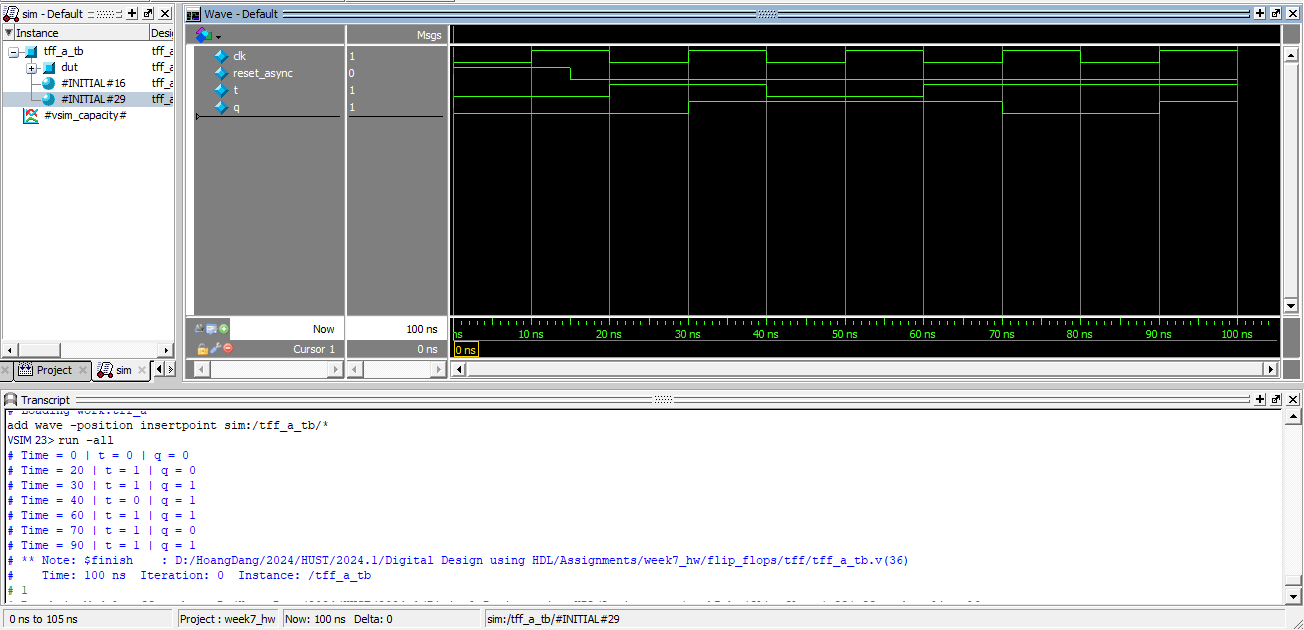 sim - Default
Instance Desi
tff_a_tb tff_a
dut tff_a
#INITIAL#16 tff_a
#INITIAL#29 tff_a
#vsim_capacity#
Project sim
Wave - Default
Msgs
clk 1
reset_async 0
t 1
q 1
Now 100 ns
Cursor 1 0 ns
ns 10 ns 20 ns 30 ns 40 ns 50 ns 60 ns 70 ns 80 ns 90 ns 100 ns
0 ns
Transcript
# Loading work.tff_a
add wave -position insertpoint sim:/tff_a_tb/*
VSIM 23> run -all
# Time = 0 | t = 0 | q = 0
# Time = 20 | t = 1 | q = 0
# Time = 30 | t = 1 | q = 1
# Time = 40 | t = 0 | q = 1
# Time = 60 | t = 1 | q = 1
# Time = 70 | t = 1 | q = 0
# Time = 90 | t = 1 | q = 1
# ** Note: $finish : D:/HoangDang/2024/HUST/2024.1/Digital Design using HDL/Assignments/week7_hw/flip_flops/tff/tff_a_tb.v(36)
# Time: 100 ns Iteration: 0 Instance: /tff_a_tb
# 1
0 ns to 105 ns Project : week7_hw Now: 100 ns Delta: 0 sim:/tff_a_tb/#INITIAL#29